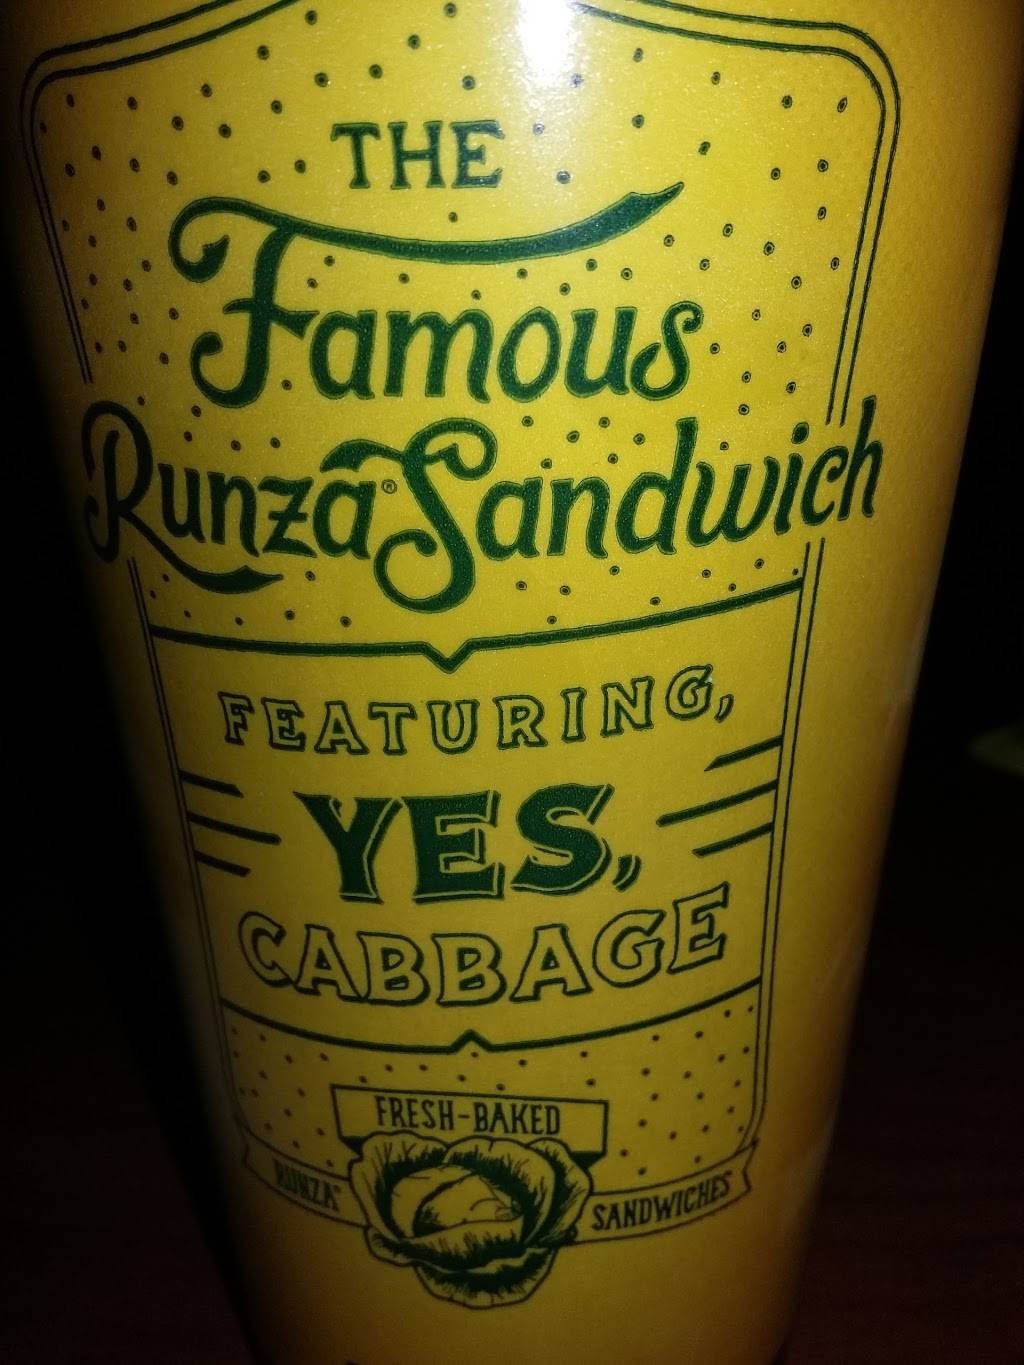 THE
Famous
Runza® Sandwich
FEATURING,
YES,
CABBAGE
FRESH-BAKED
RUNZA® SANDWICHES